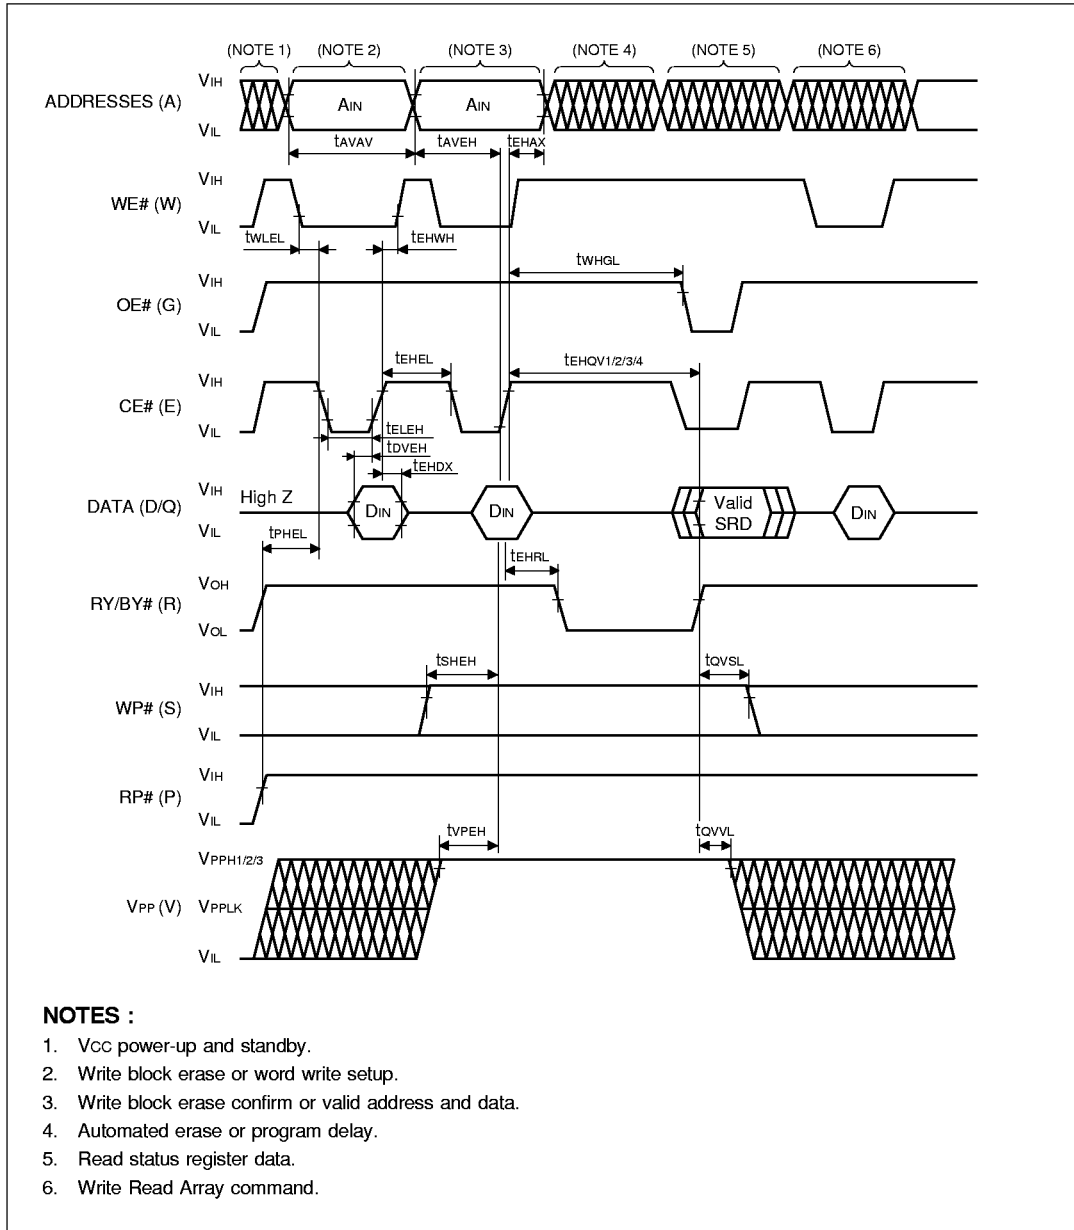 (NOTE 1) (NOTE 2) (NOTE 3) (NOTE 4) (NOTE 5) (NOTE 6)
VIH
ADDRESSES (A) AIN AIN
VIL
tAVAV tAVEH tEHAX
VIH
WE# (W)
VIL
tWLEL tEHWH
tWHGL
VIH
OE# (G)
VIL
tEHEL tEHQV1/2/3/4
VIH
CE# (E)
VIL
tELEH
tDVEH
tEHDX
VIH High Z
DATA (D/Q) DIN DIN Valid SRD DIN
VIL
tPHEL
tEHRL
VOH
RY/BY# (R)
VOL
tSHEH tQVSL
VIH
WP# (S)
VIL
VIH
RP# (P)
VIL
tVPEH tQVVL
VPPH1/2/3
VPP (V) VPPLK
VIL
NOTES :
1. VCC power-up and standby.
2. Write block erase or word write setup.
3. Write block erase confirm or valid address and data.
4. Automated erase or program delay.
5. Read status register data.
6. Write Read Array command.